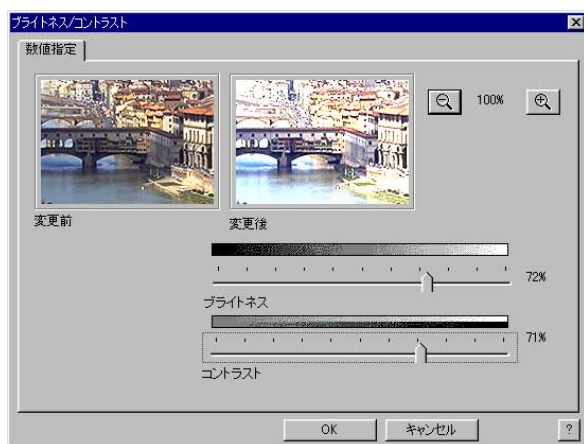 ブライトネス/コントラスト
数値指定
100%
変更前
変更後
72%
ブライトネス
71%
コントラスト
OK
キャンセル
?